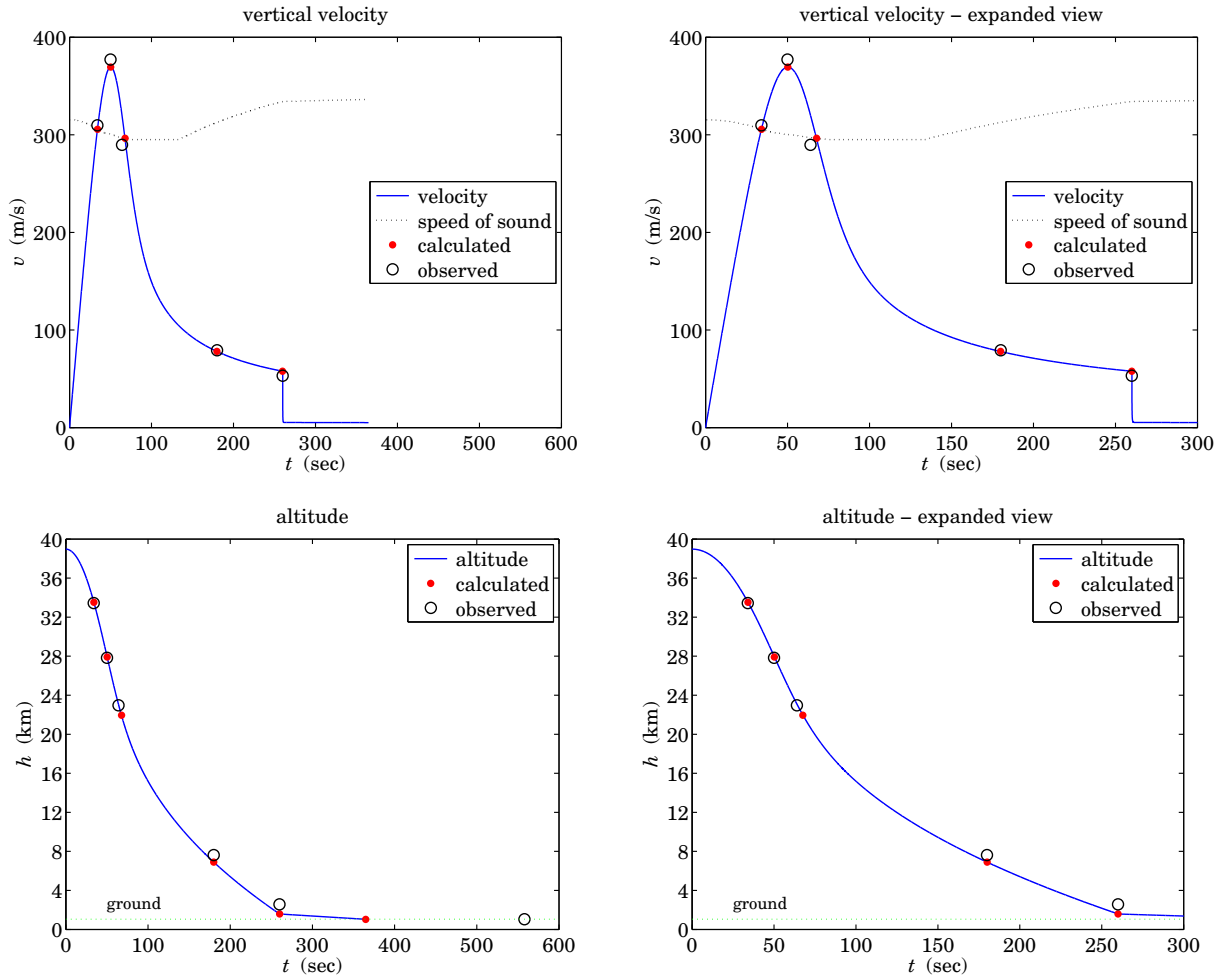 vertical velocity
400
300
200
100
0
v (m/s)
0 100 200 300 400 500 600
t (sec)
velocity
speed of sound
calculated
observed
vertical velocity – expanded view
400
300
200
100
0
v (m/s)
0 50 100 150 200 250 300
t (sec)
velocity
speed of sound
calculated
observed
altitude
40
36
32
28
24
20
16
12
8
4
0
h (km)
altitude
calculated
observed
ground
0 100 200 300 400 500 600
t (sec)
altitude – expanded view
40
36
32
28
24
20
16
12
8
4
0
h (km)
altitude
calculated
observed
ground
0 50 100 150 200 250 300
t (sec)